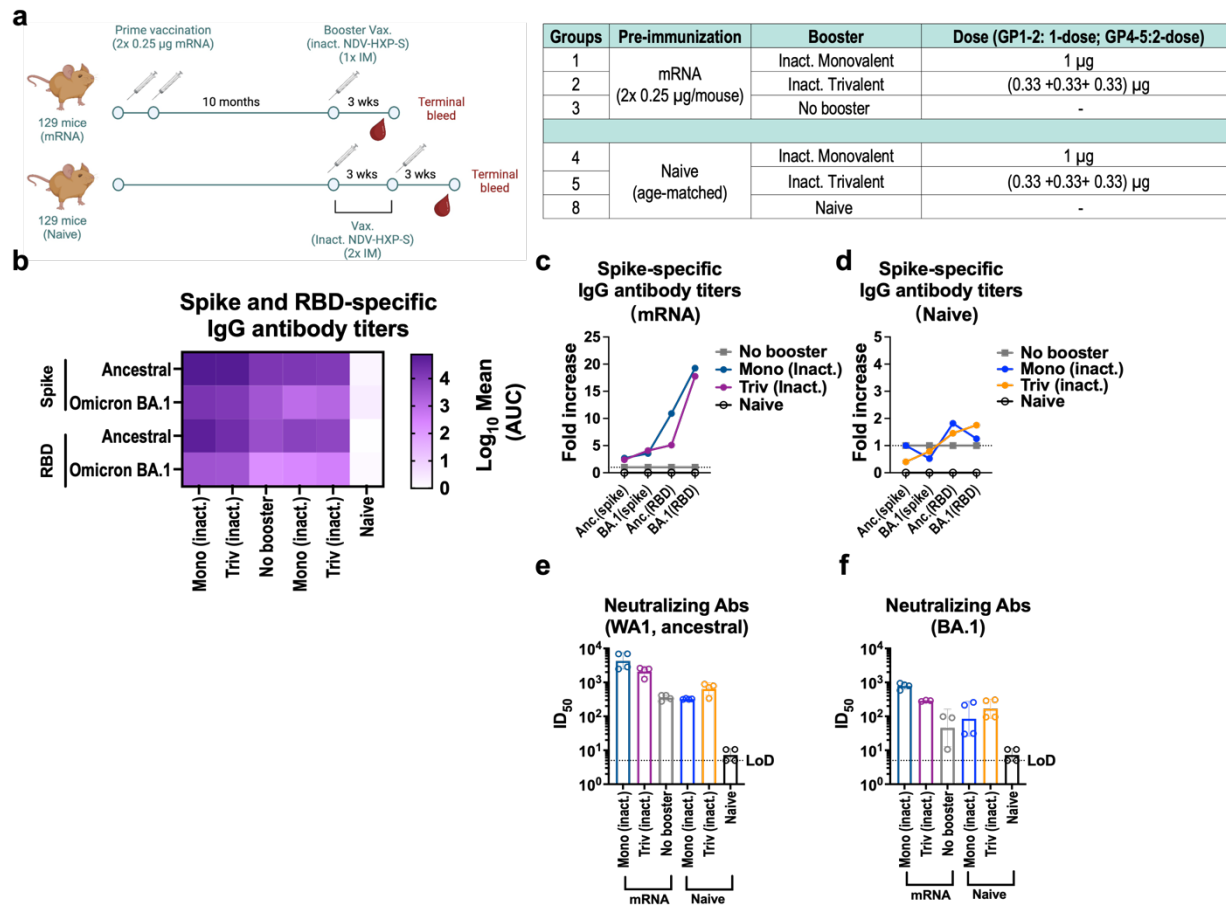 a
Prime vaccination
(2x 0.25 µg mRNA)
Booster Vax.
(inact. NDV-HXP-S)
(1x IM)
10 months
3 wks
Terminal
bleed
129 mice
(mRNA)
3 wks
3 wks
Terminal
bleed
129 mice
(Naive)
Vax.
(Inact. NDV-HXP-S)
(2x IM)
Groups Pre-immunization Booster Dose (GP1-2: 1-dose; GP4-5:2-dose)
1 mRNA (2x 0.25 µg/mouse) Inact. Monovalent 1 µg
2 Inact. Trivalent (0.33 +0.33+ 0.33) µg
3 No booster -
4 Naive (age-matched) Inact. Monovalent 1 µg
5 Inact. Trivalent (0.33 +0.33+ 0.33) µg
8 Naive -
b
Spike and RBD-specific
IgG antibody titers
Spike
RBD
Ancestral
Omicron BA.1
Ancestral
Omicron BA.1
Mono (inact.)
Triv (inact.)
No booster
Mono (inact.)
Triv (inact.)
Naive
4
3
2
1
0
Log10 Mean
(AUC)
c
Spike-specific
IgG antibody titers
(mRNA)
Fold increase
25
20
15
10
5
0
Anc.(spike)
BA.1(spike)
Anc.(RBD)
BA.1(RBD)
No booster
Mono (Inact.)
Triv (Inact.)
Naive
d
Spike-specific
IgG antibody titers
(Naive)
Fold increase
5
4
3
2
1
0
Anc.(spike)
BA.1(spike)
Anc.(RBD)
BA.1(RBD)
No booster
Mono (inact.)
Triv (inact.)
Naive
e
Neutralizing Abs
(WA1, ancestral)
ID50
10^4
10^3
10^2
10^1
10^0
LoD
Mono (inact.)
Triv (inact.)
No booster
Mono (inact.)
Triv (inact.)
Naive
mRNA
Naive
f
Neutralizing Abs
(BA.1)
ID50
10^4
10^3
10^2
10^1
10^0
LoD
Mono (inact.)
Triv (inact.)
No booster
Mono (inact.)
Triv (inact.)
Naive
mRNA
Naive